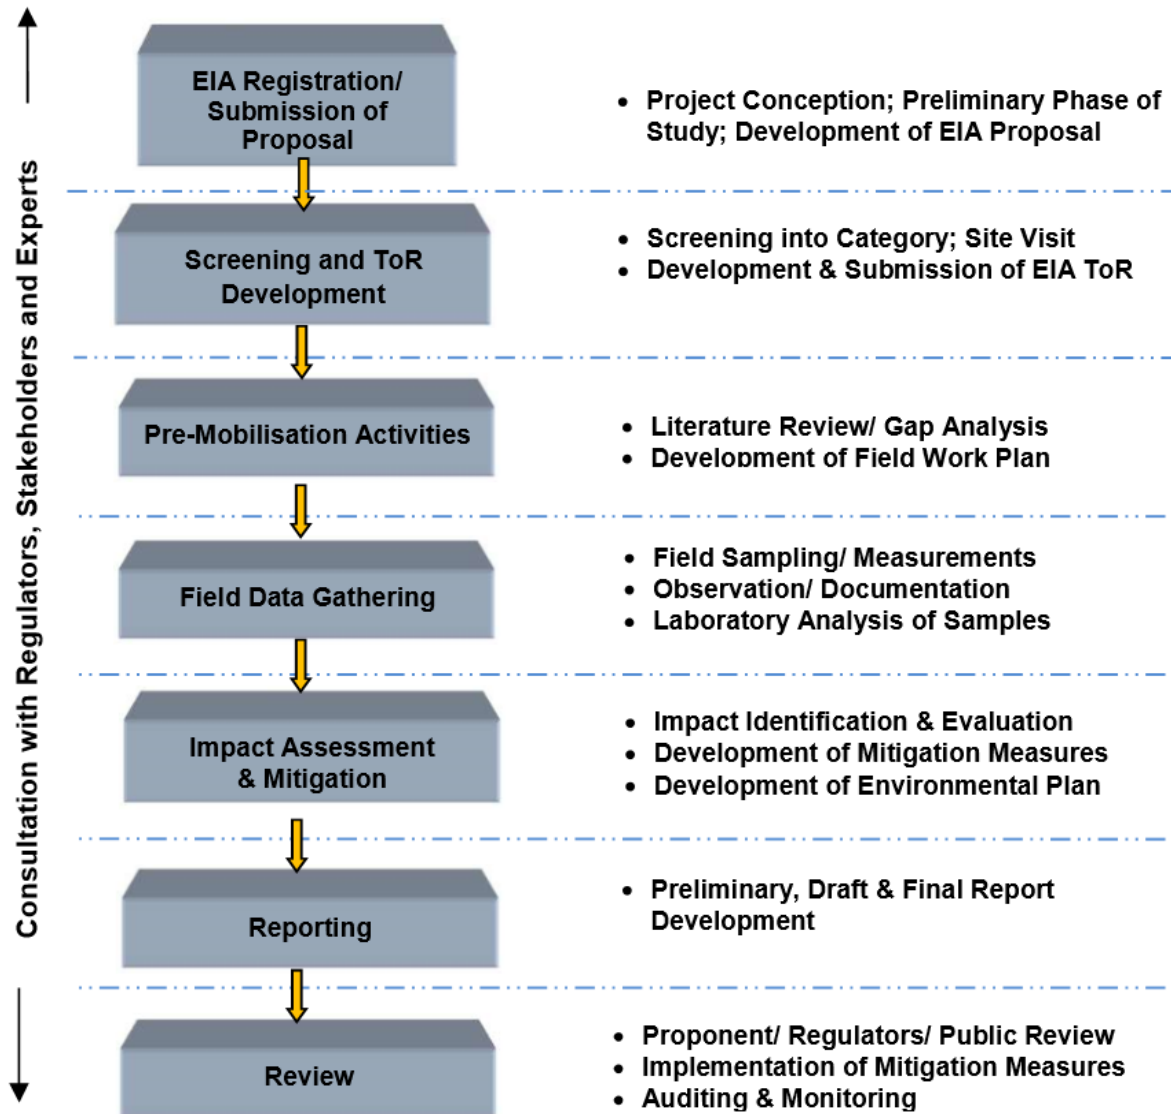 Consultation with Regulators, Stakeholders and Experts
EIA Registration/
Submission of
Proposal
• Project Conception; Preliminary Phase of
Study; Development of EIA Proposal
Screening and ToR
Development
• Screening into Category; Site Visit
• Development & Submission of EIA ToR
Pre-Mobilisation Activities
• Literature Review/ Gap Analysis
• Development of Field Work Plan
Field Data Gathering
• Field Sampling/ Measurements
• Observation/ Documentation
• Laboratory Analysis of Samples
Impact Assessment
& Mitigation
• Impact Identification & Evaluation
• Development of Mitigation Measures
• Development of Environmental Plan
Reporting
• Preliminary, Draft & Final Report
Development
Review
• Proponent/ Regulators/ Public Review
• Implementation of Mitigation Measures
• Auditing & Monitoring